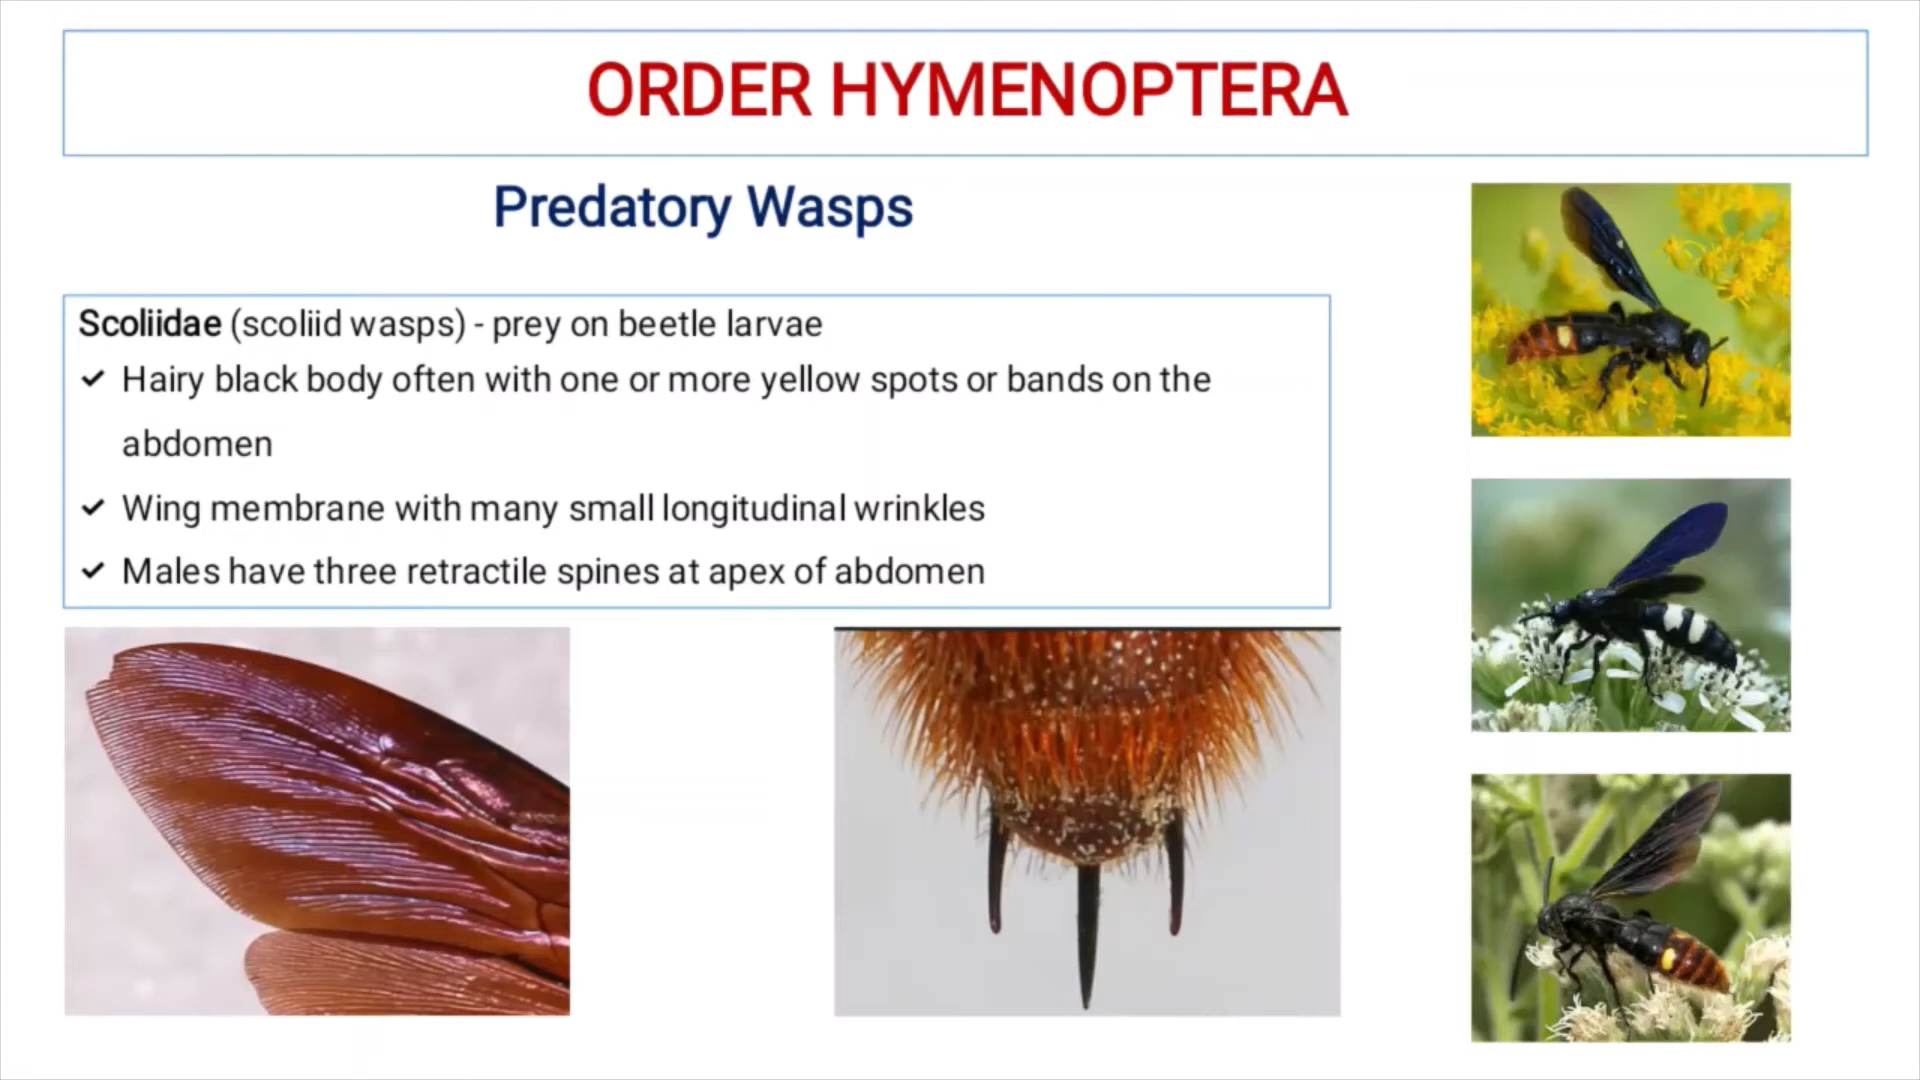 ORDER HYMENOPTERA
Predatory Wasps
Scoliidae (scoliid wasps) - prey on beetle larvae
✔ Hairy black body often with one or more yellow spots or bands on the
abdomen
✔ Wing membrane with many small longitudinal wrinkles
✔ Males have three retractile spines at apex of abdomen